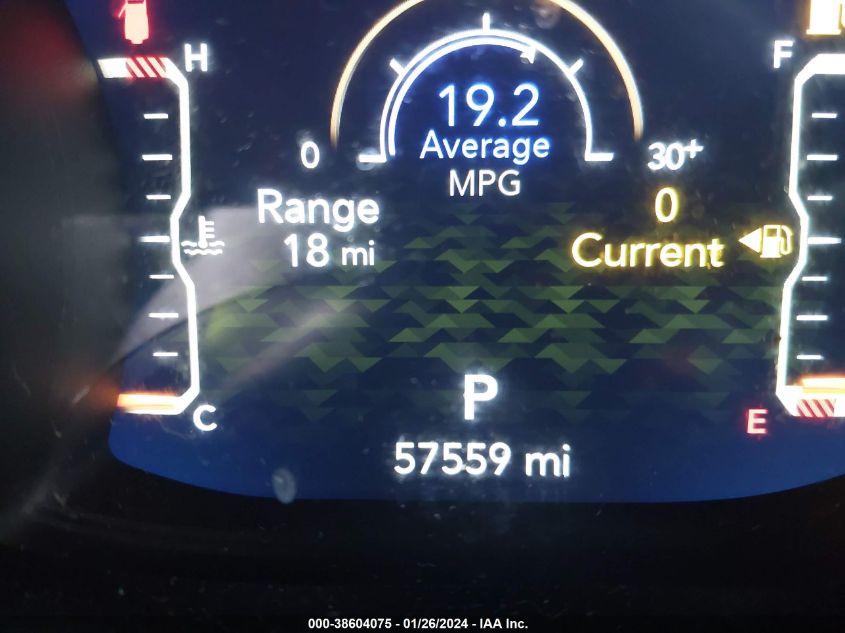 H
F
19.2
Average
MPG
0
30+
Range
18 mi
0
Current
P
C
E
57559 mi
000-38604075 - 01/26/2024 - IAA Inc.